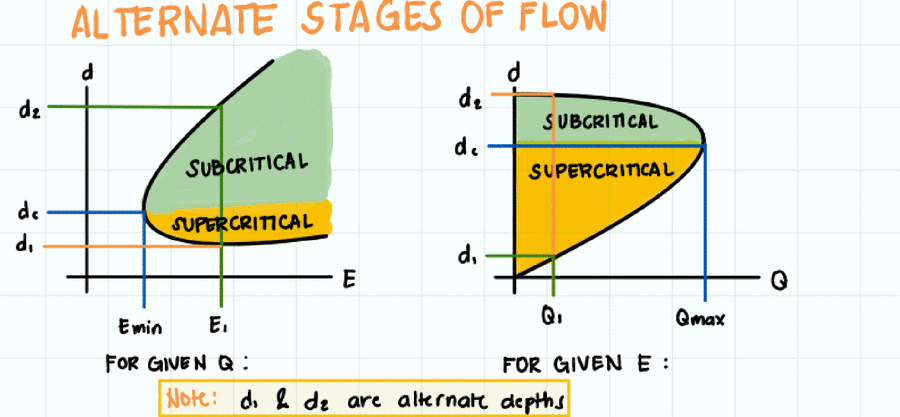 ALTERNATE STAGES OF FLOW
d
d2
SUBCRITICAL
dc
SUPERCRITICAL
d1
E
Emin
E1
FOR GIVEN Q :
d
d2
SUBCRITICAL
dc
SUPERCRITICAL
d1
Q
Q1
Qmax
FOR GIVEN E :
Note: d1 & d2 are alternate depths